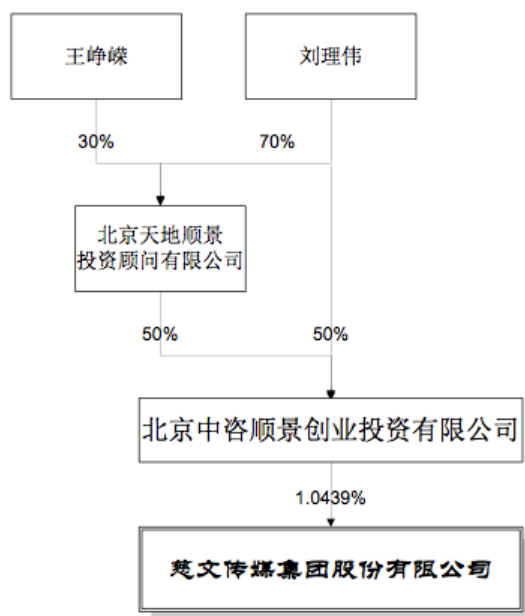 王峥嵘
刘理伟
30%
70%
北京天地顺景
投资顾问有限公司
50%
50%
北京中咨顺景创业投资有限公司
1.0439%
慈文传媒集团股份有限公司